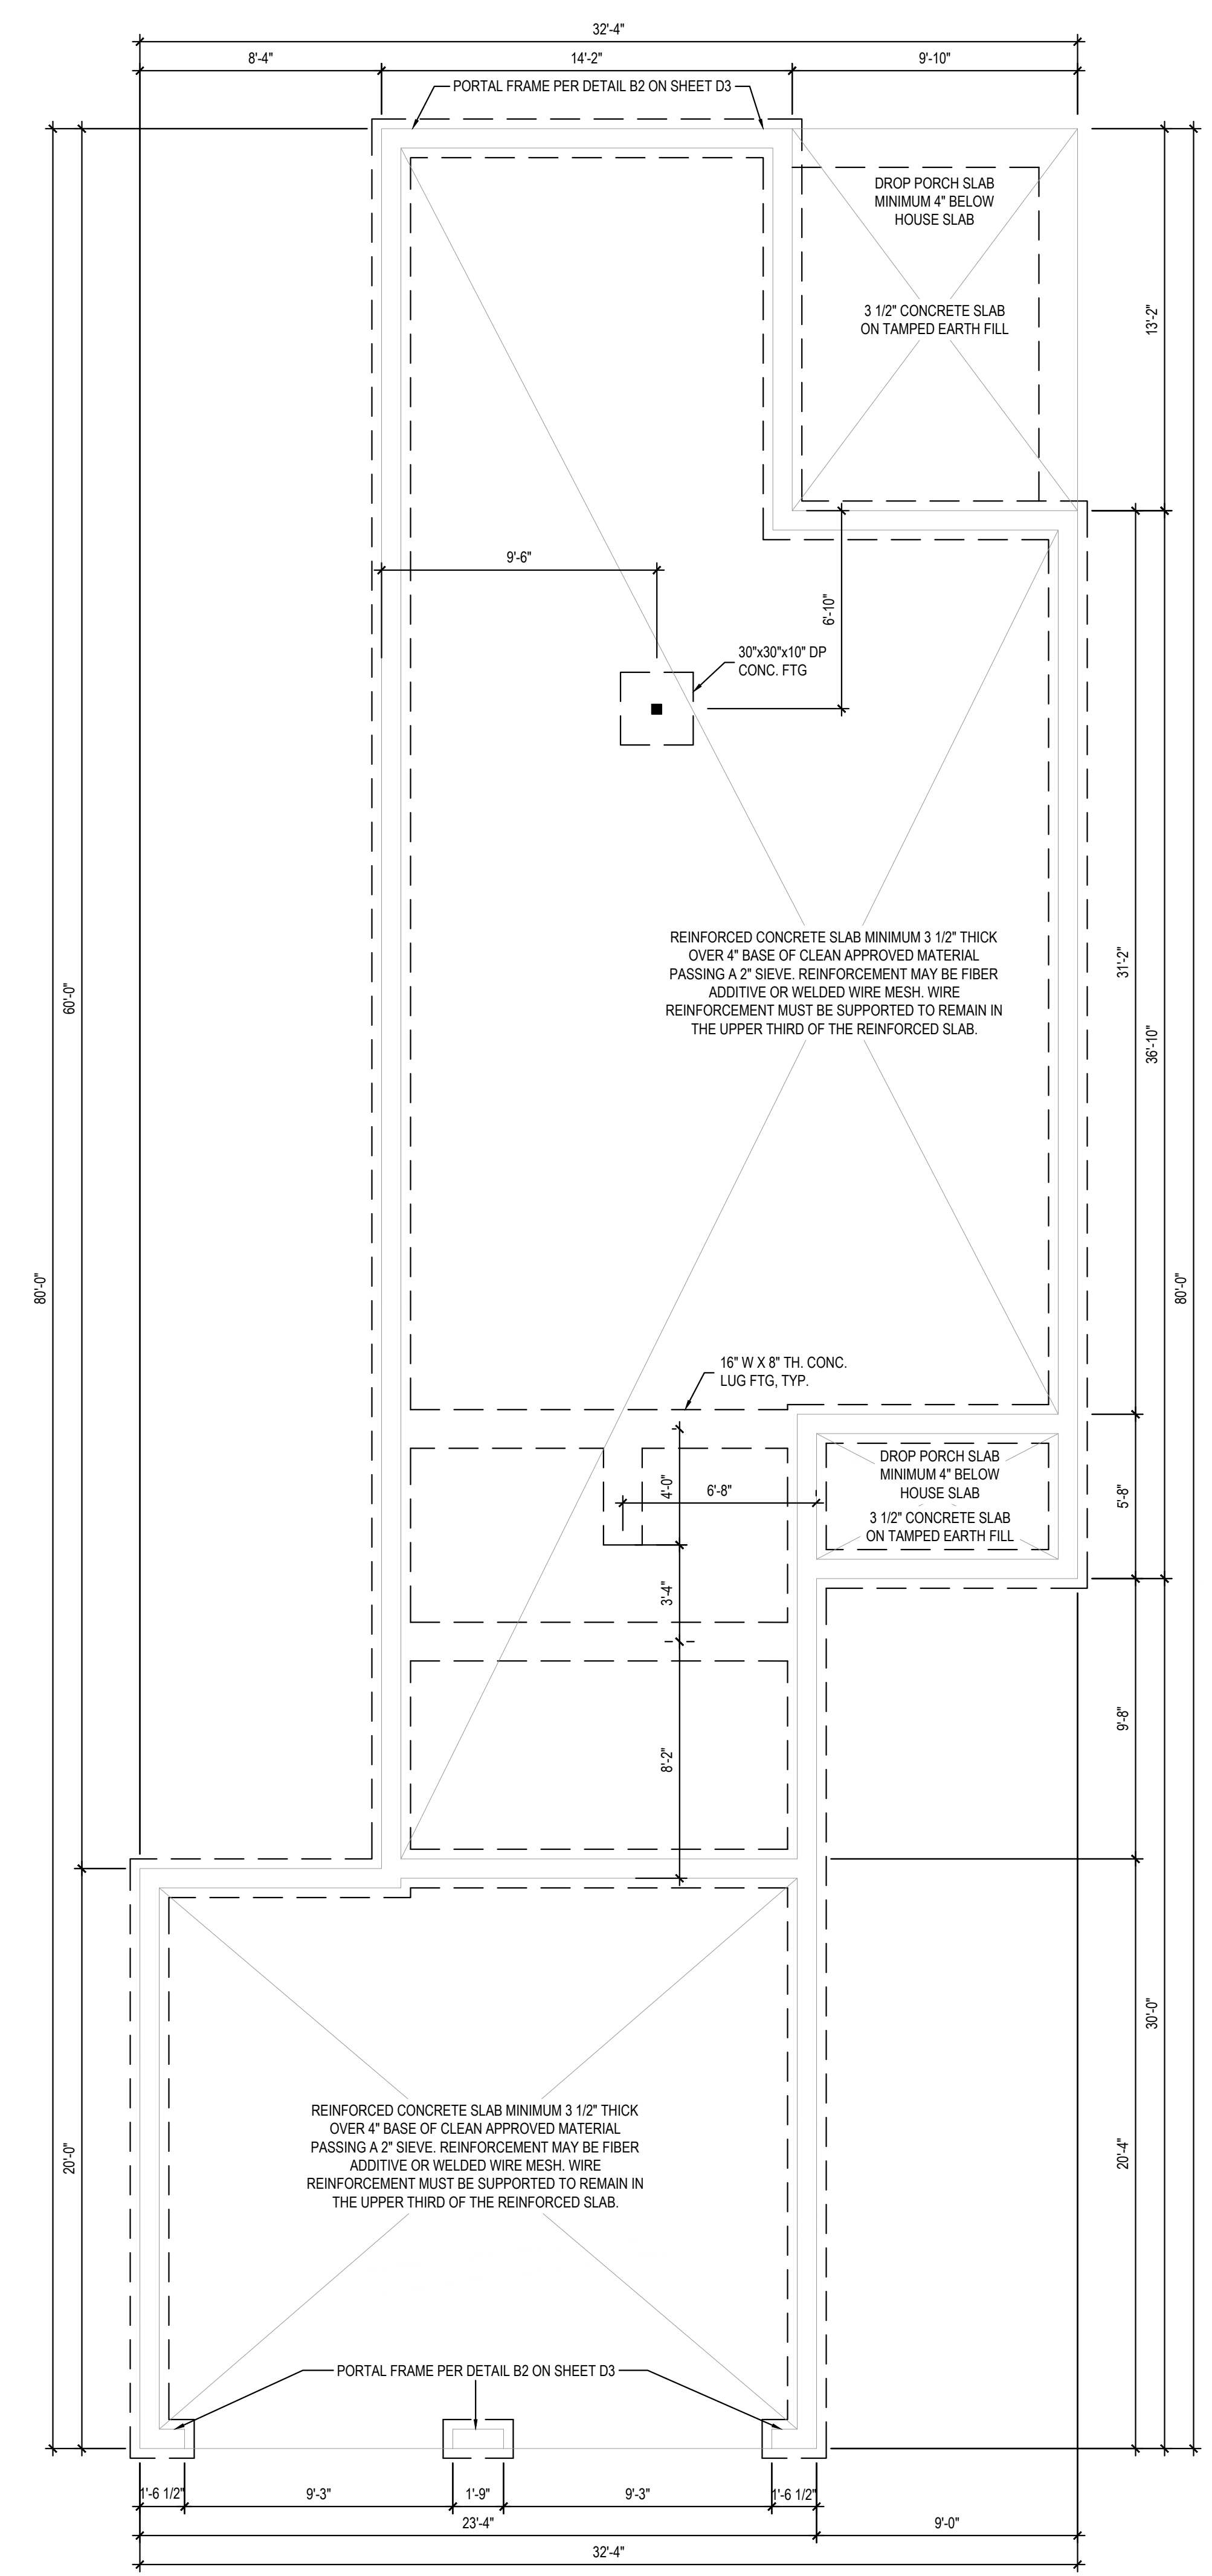 32'-4"
8'-4"
14'-2"
9'-10"
PORTAL FRAME PER DETAIL B2 ON SHEET D3
DROP PORCH SLAB
MINIMUM 4" BELOW
HOUSE SLAB
3 1/2" CONCRETE SLAB
ON TAMPED EARTH FILL
13'-2"
9'-6"
6'-10"
30"x30"x10" DP
CONC. FTG
REINFORCED CONCRETE SLAB MINIMUM 3 1/2" THICK
OVER 4" BASE OF CLEAN APPROVED MATERIAL
PASSING A 2" SIEVE. REINFORCEMENT MAY BE FIBER
ADDITIVE OR WELDED WIRE MESH. WIRE
REINFORCEMENT MUST BE SUPPORTED TO REMAIN IN
THE UPPER THIRD OF THE REINFORCED SLAB.
31'-2"
60'-0"
36'-10"
80'-0"
80'-0"
16" W X 8" TH. CONC.
LUG FTG, TYP.
4'-0"
6'-8"
DROP PORCH SLAB
MINIMUM 4" BELOW
HOUSE SLAB
3 1/2" CONCRETE SLAB
ON TAMPED EARTH FILL
5'-8"
3'-4"
9'-8"
8'-2"
30'-0"
REINFORCED CONCRETE SLAB MINIMUM 3 1/2" THICK
OVER 4" BASE OF CLEAN APPROVED MATERIAL
PASSING A 2" SIEVE. REINFORCEMENT MAY BE FIBER
ADDITIVE OR WELDED WIRE MESH. WIRE
REINFORCEMENT MUST BE SUPPORTED TO REMAIN IN
THE UPPER THIRD OF THE REINFORCED SLAB.
20'-0"
20'-4"
PORTAL FRAME PER DETAIL B2 ON SHEET D3
1'-6 1/2"
9'-3"
1'-9"
9'-3"
1'-6 1/2"
23'-4"
9'-0"
32'-4"